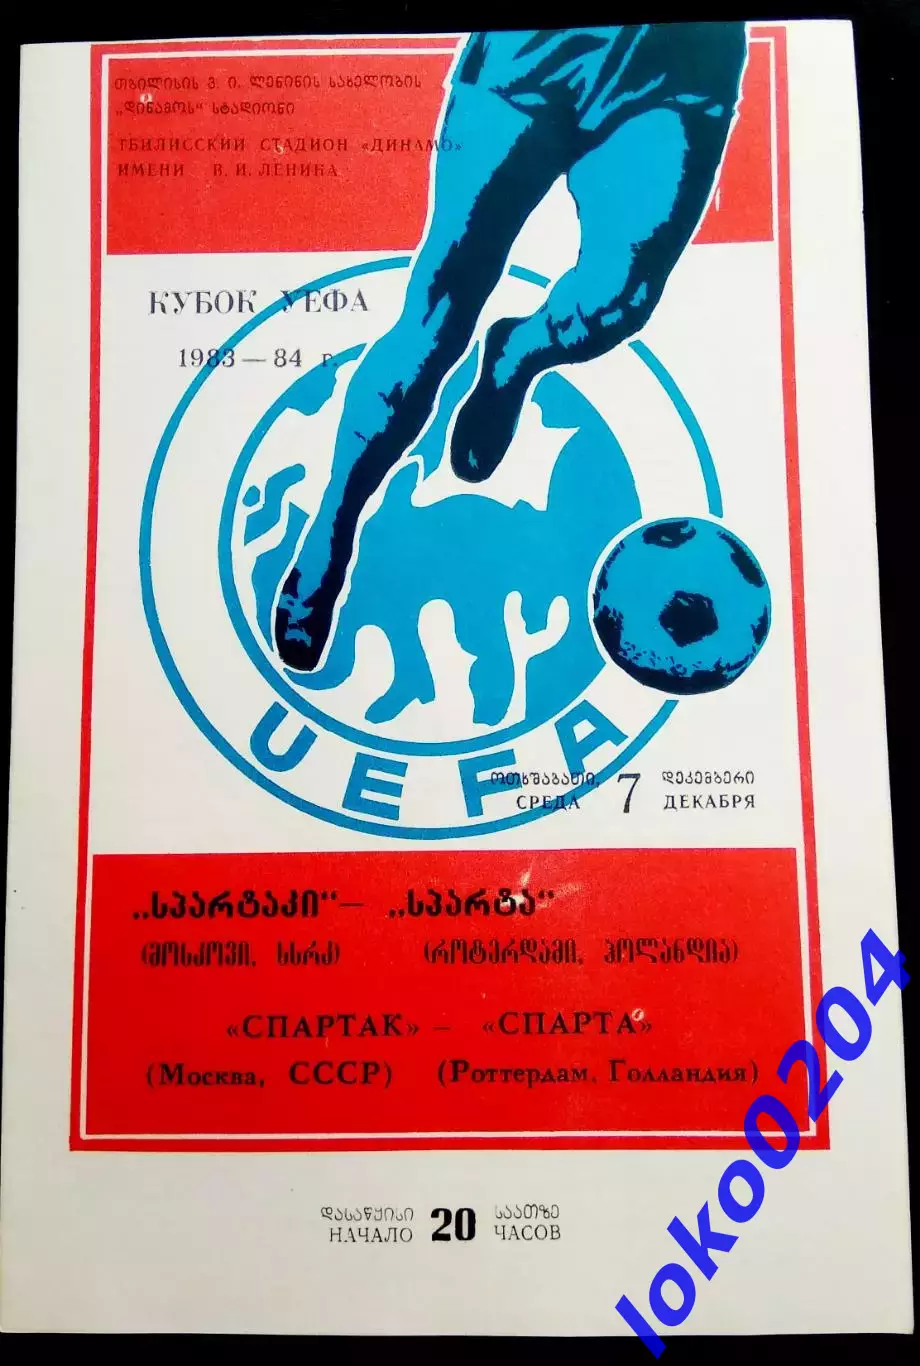 თბილისის ვ. ი. ლენინის სახელობის
„დინამოს“ სტადიონი
ТБИЛИССКИЙ СТАДИОН «ДИНАМО»
ИМЕНИ В. И. ЛЕНИНА
КУБОК УЕФА
1983—84 г.
UEFA
ოთხშაბათი, 7 დეკემბერი
СРЕДА ДЕКАБРЯ
„სპარტაკი“ — „სპარტა“
(მოსკოვი, სსრკ) (როტერდამი, ჰოლანდია)
«СПАРТАК» — «СПАРТА»
(Москва, СССР) (Роттердам, Голландия)
დასაწყისი 20 საათზე
НАЧАЛО ЧАСОВ
loko0204